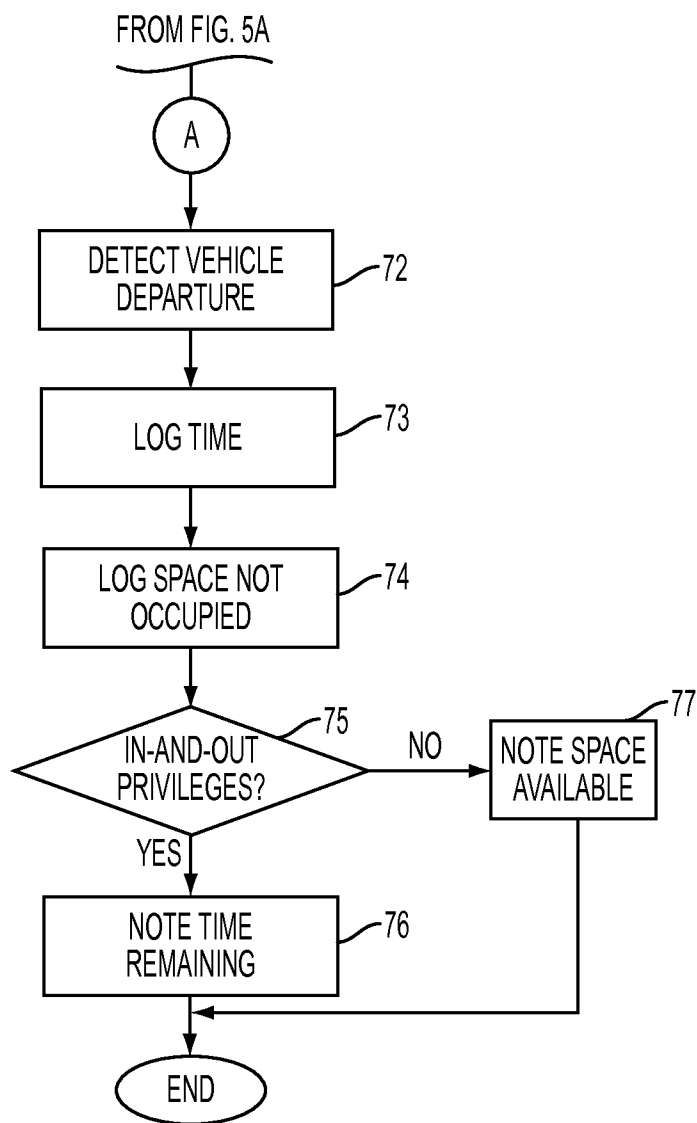 FROM FIG. 5A
A
DETECT VEHICLE
DEPARTURE
72
LOG TIME
73
LOG SPACE NOT
OCCUPIED
74
IN-AND-OUT
PRIVILEGES?
75
NO
NOTE SPACE
AVAILABLE
77
YES
NOTE TIME
REMAINING
76
END